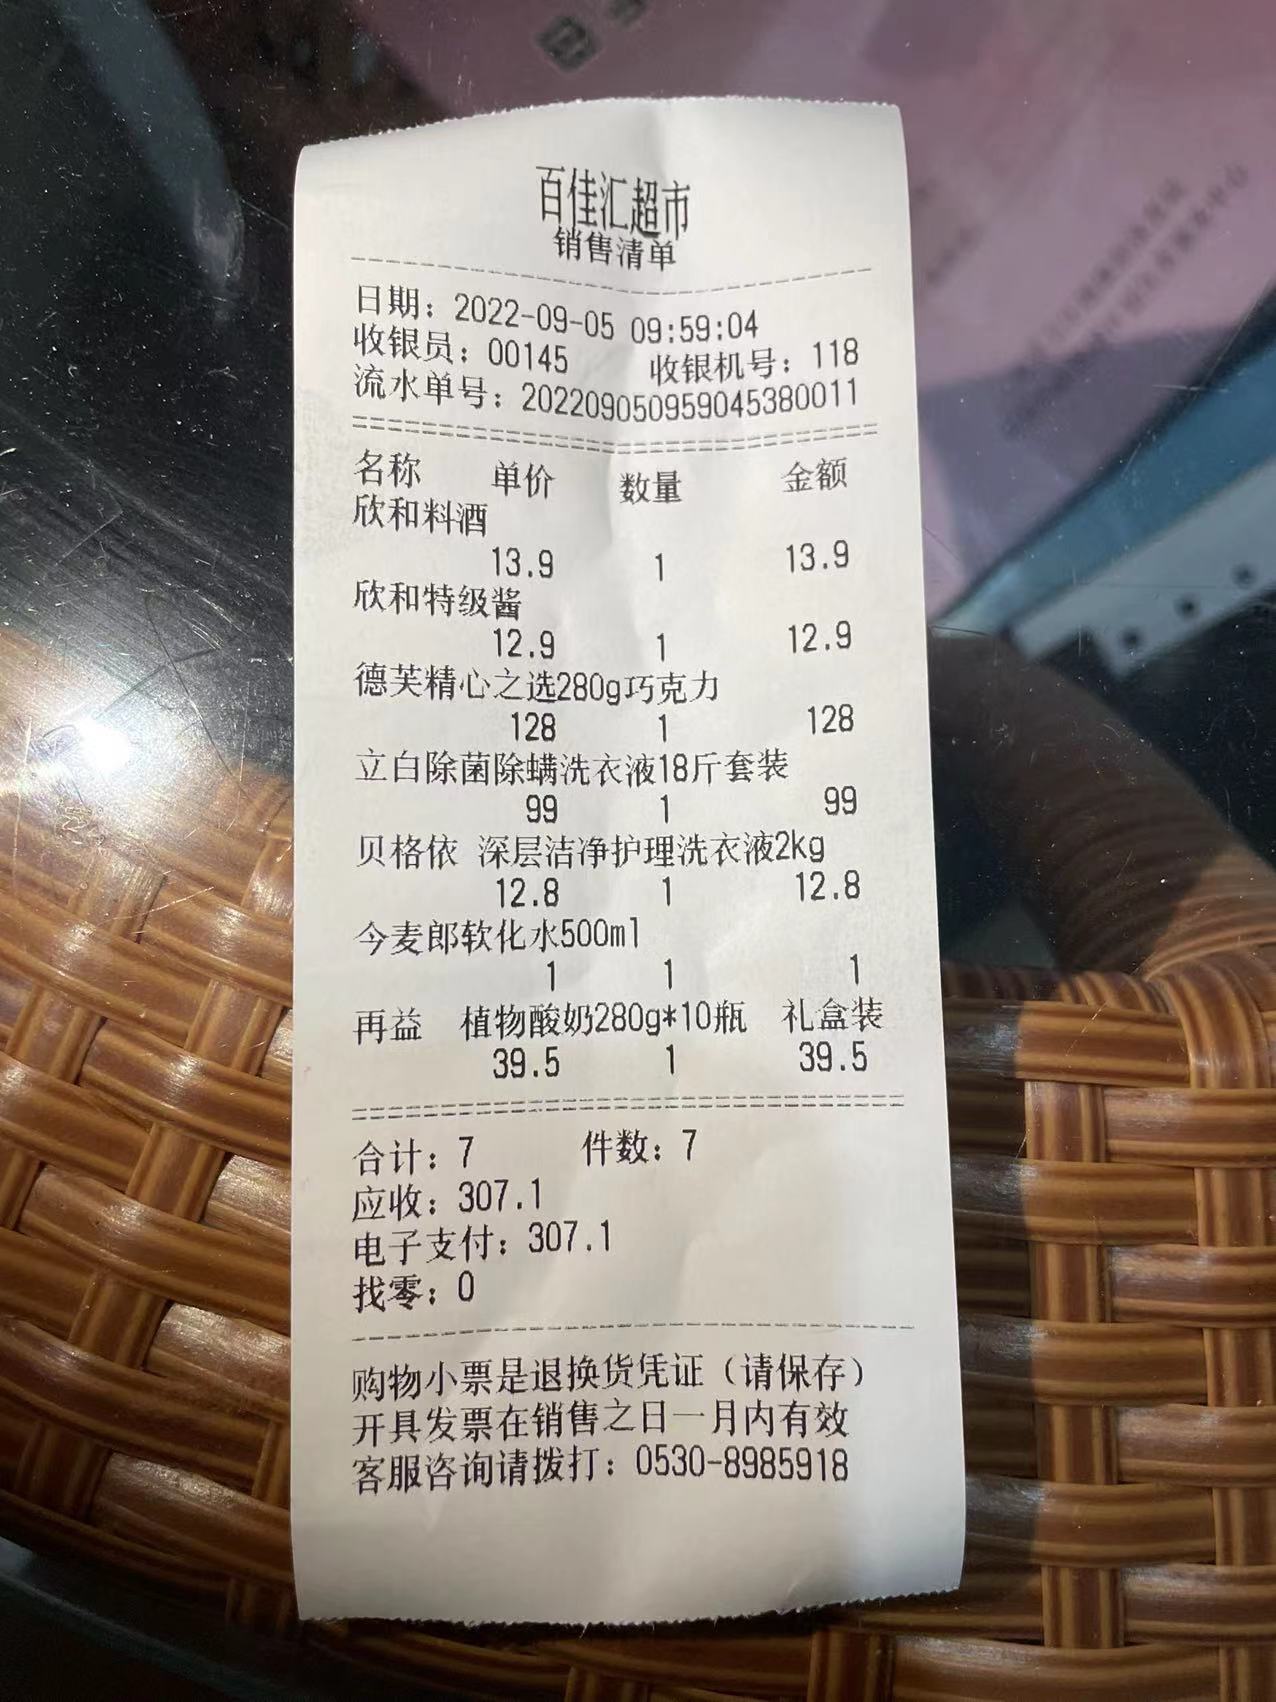 百佳汇超市
销售清单
日期：2022-09-05 09:59:04
收银员：00145 收银机号：118
流水单号：202209050959045380011
名称 单价 数量 金额
欣和料酒
13.9 1 13.9
欣和特级酱
12.9 1 12.9
德芙精心之选280g巧克力
128 1 128
立白除菌除螨洗衣液18斤套装
99 1 99
贝格依 深层洁净护理洗衣液2kg
12.8 1 12.8
今麦郎软化水500ml
1 1 1
再益 植物酸奶280g*10瓶 礼盒装
39.5 1 39.5
合计：7 件数：7
应收：307.1
电子支付：307.1
找零：0
购物小票是退换货凭证（请保存）
开具发票在销售之日一月内有效
客服咨询请拨打：0530-8985918